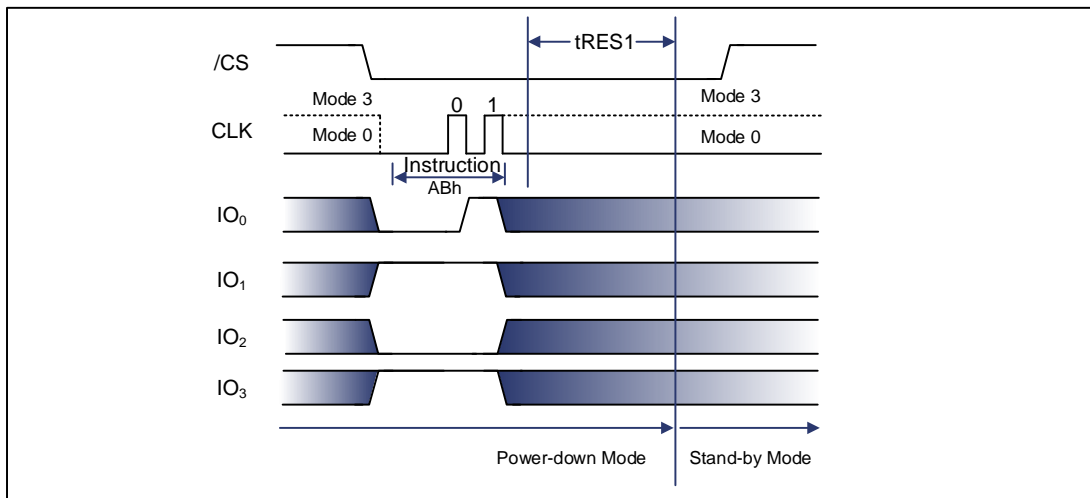 tRES1
/CS
Mode 3 Mode 3
0 1
CLK Mode 0 Mode 0
Instruction
ABh
IO₀
IO₁
IO₂
IO₃
Power-down Mode Stand-by Mode